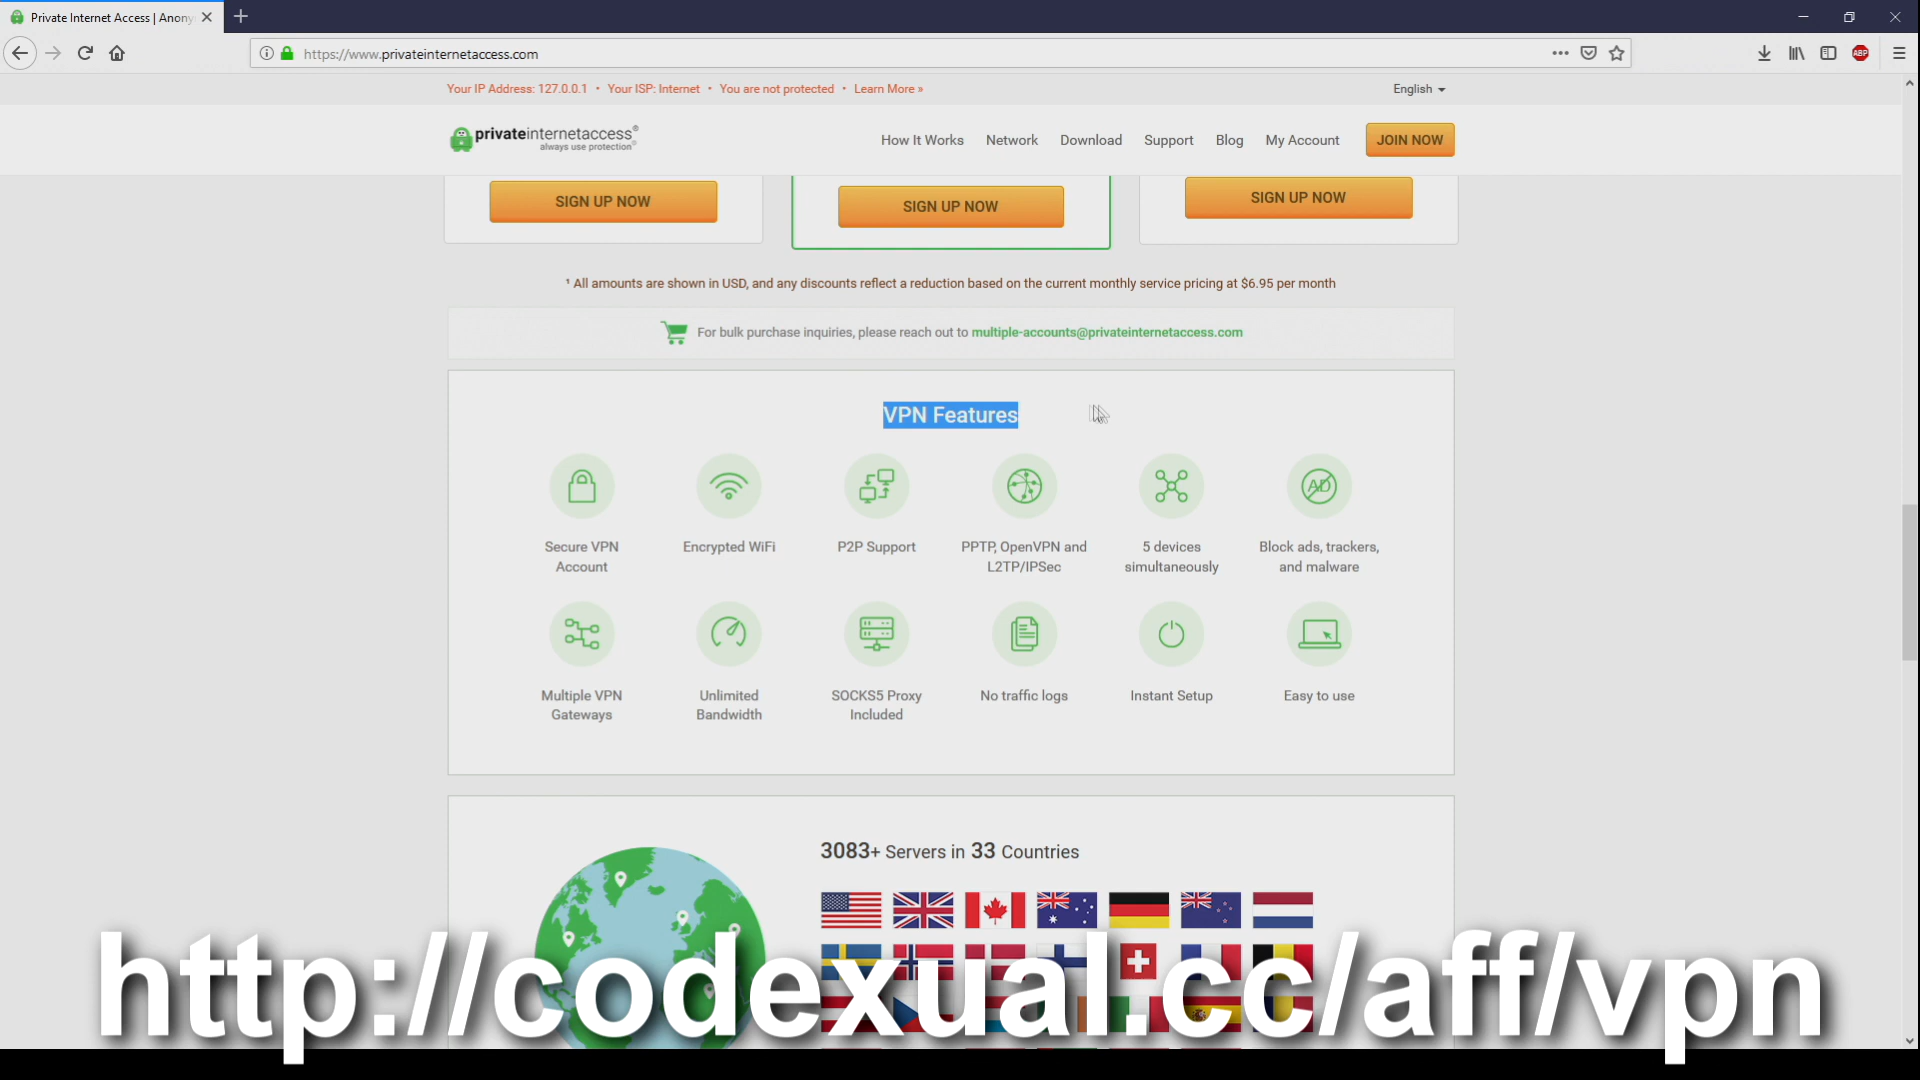 Private Internet Access | Anony
https://www.privateinternetaccess.com
ABP
Your IP Address: 127.0.0.1 • Your ISP: Internet • You are not protected • Learn More »
English
privateinternetaccess®
always use protection
How It Works
Network
Download
Support
Blog
My Account
JOIN NOW
SIGN UP NOW
SIGN UP NOW
SIGN UP NOW
¹ All amounts are shown in USD, and any discounts reflect a reduction based on the current monthly service pricing at $6.95 per month
For bulk purchase inquiries, please reach out to multiple-accounts@privateinternetaccess.com
VPN Features
AD
Secure VPN
Account
Encrypted WiFi
P2P Support
PPTP, OpenVPN and
L2TP/IPSec
5 devices
simultaneously
Block ads, trackers,
and malware
Multiple VPN
Gateways
Unlimited
Bandwidth
SOCKS5 Proxy
Included
No traffic logs
Instant Setup
Easy to use
3083+ Servers in 33 Countries
http://codexual.cc/aff/vpn